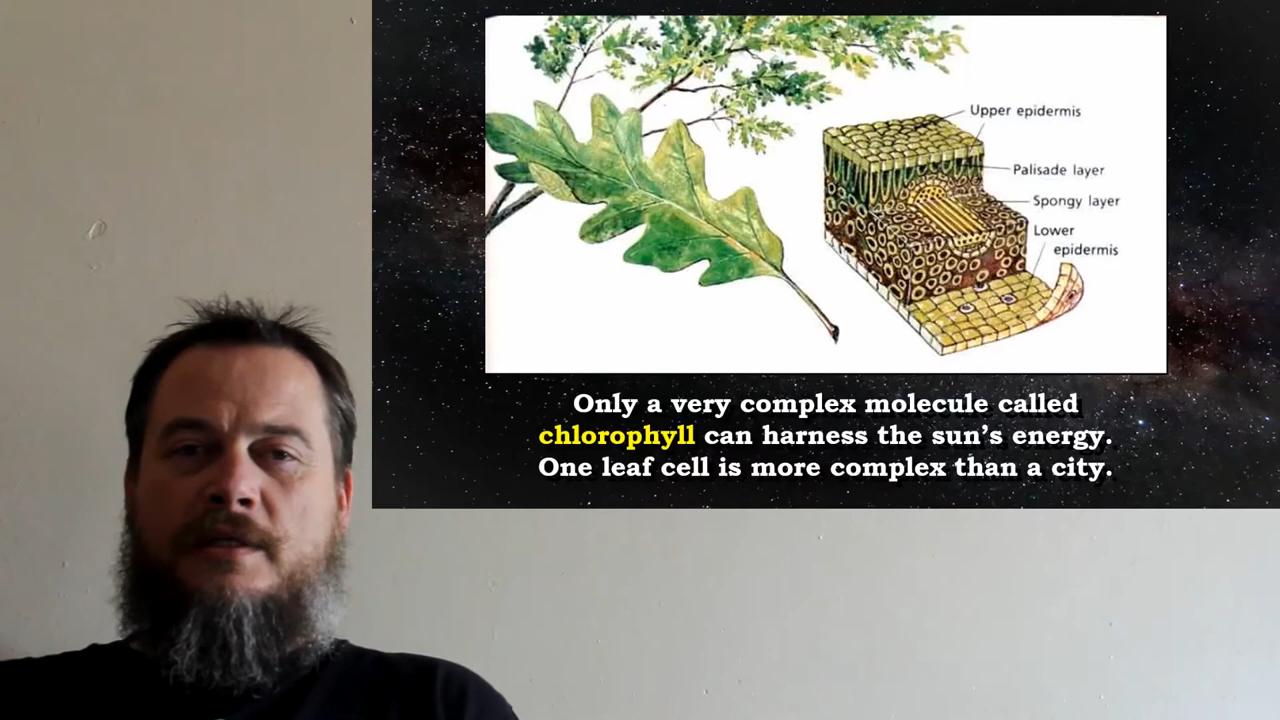 Upper epidermis
Palisade layer
Spongy layer
Lower
epidermis
Only a very complex molecule called
chlorophyll can harness the sun’s energy.
One leaf cell is more complex than a city.